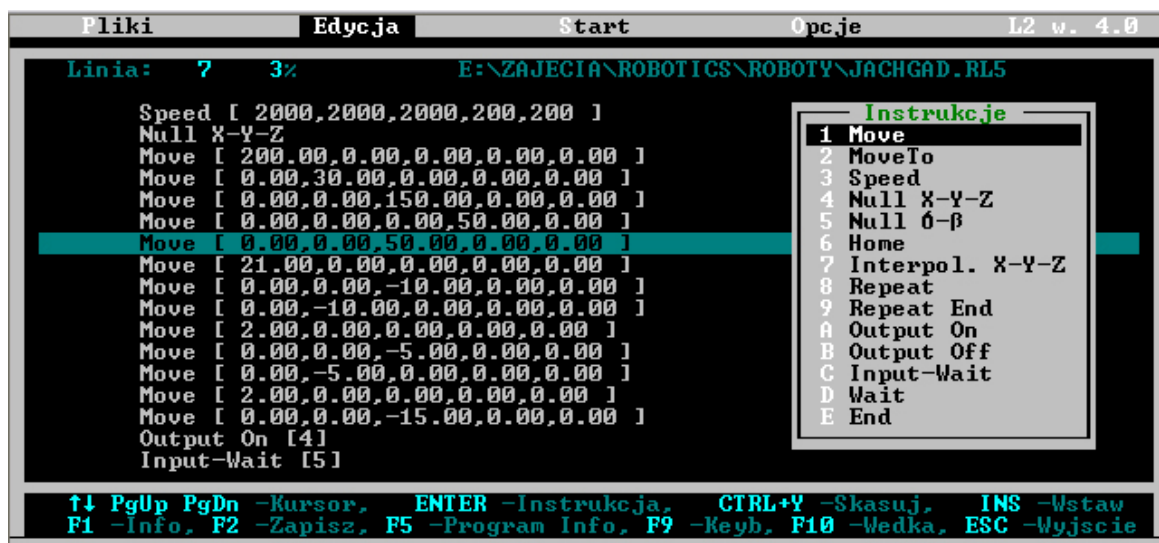 Pliki Edycja Start Opcje L2 w. 4.0
Linia: 7 3% E:\ZAJECIA\ROBOTICS\ROBOTY\JACHGAD.RL5
Speed [ 2000,2000,2000,200,200 ]
Null X-Y-Z
Move [ 200.00,0.00,0.00,0.00,0.00 ]
Move [ 0.00,30.00,0.00,0.00,0.00 ]
Move [ 0.00,0.00,150.00,0.00,0.00 ]
Move [ 0.00,0.00,0.00,50.00,0.00 ]
Move [ 0.00,0.00,50.00,0.00,0.00 ]
Move [ 21.00,0.00,0.00,0.00,0.00 ]
Move [ 0.00,0.00,-10.00,0.00,0.00 ]
Move [ 0.00,-10.00,0.00,0.00,0.00 ]
Move [ 2.00,0.00,0.00,0.00,0.00 ]
Move [ 0.00,0.00,-5.00,0.00,0.00 ]
Move [ 0.00,-5.00,0.00,0.00,0.00 ]
Move [ 2.00,0.00,0.00,0.00,0.00 ]
Move [ 0.00,0.00,-15.00,0.00,0.00 ]
Output On [4]
Input-Wait [5]
Instrukcje
1 Move
2 MoveTo
3 Speed
4 Null X-Y-Z
5 Null ó-β
6 Home
7 Interpol. X-Y-Z
8 Repeat
9 Repeat End
A Output On
B Output Off
C Input-Wait
D Wait
E End
↑↓ PgUp PgDn -Kursor, ENTER -Instrukcja, CTRL+Y -Skasuj, INS -Wstaw
F1 -Info, F2 -Zapisz, F5 -Program Info, F9 -Keyb, F10 -Wedka, ESC -Wyjscie